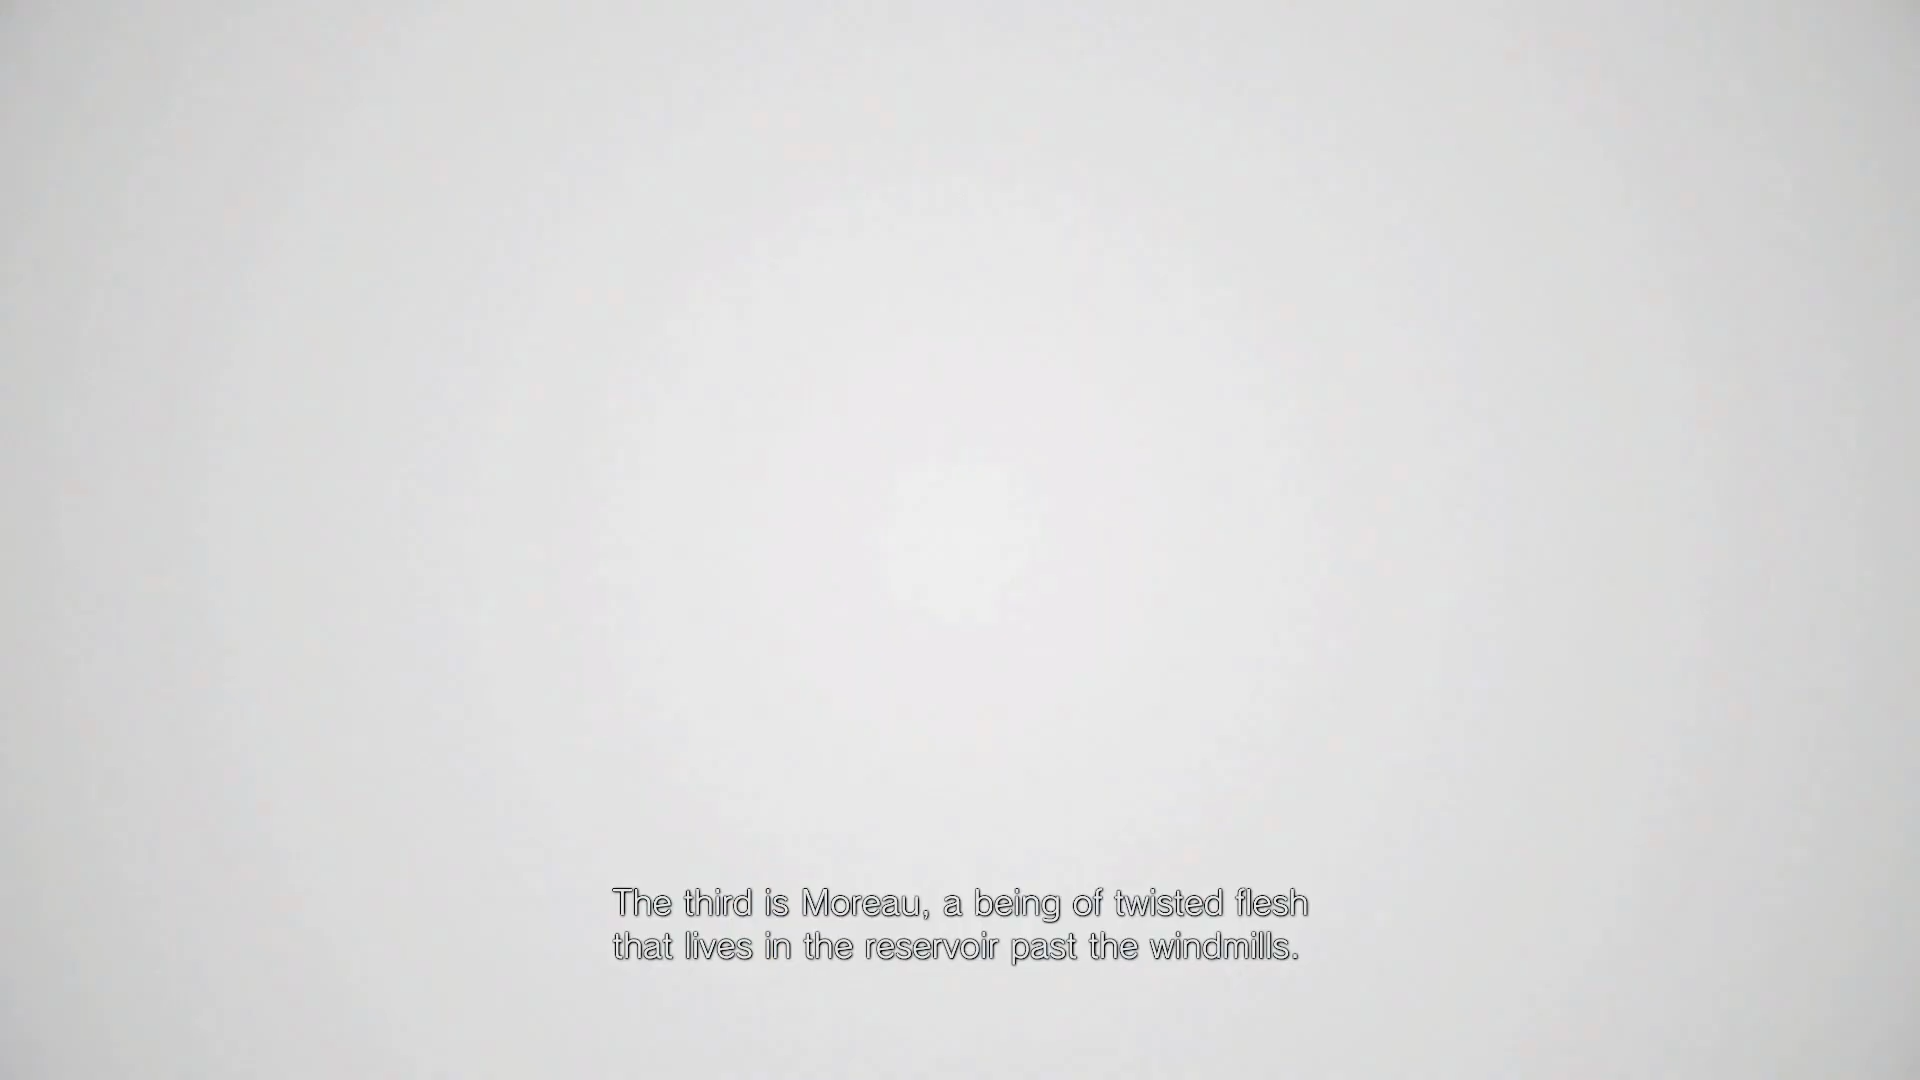 The third is Moreau, a being of twisted flesh
that lives in the reservoir past the windmills.